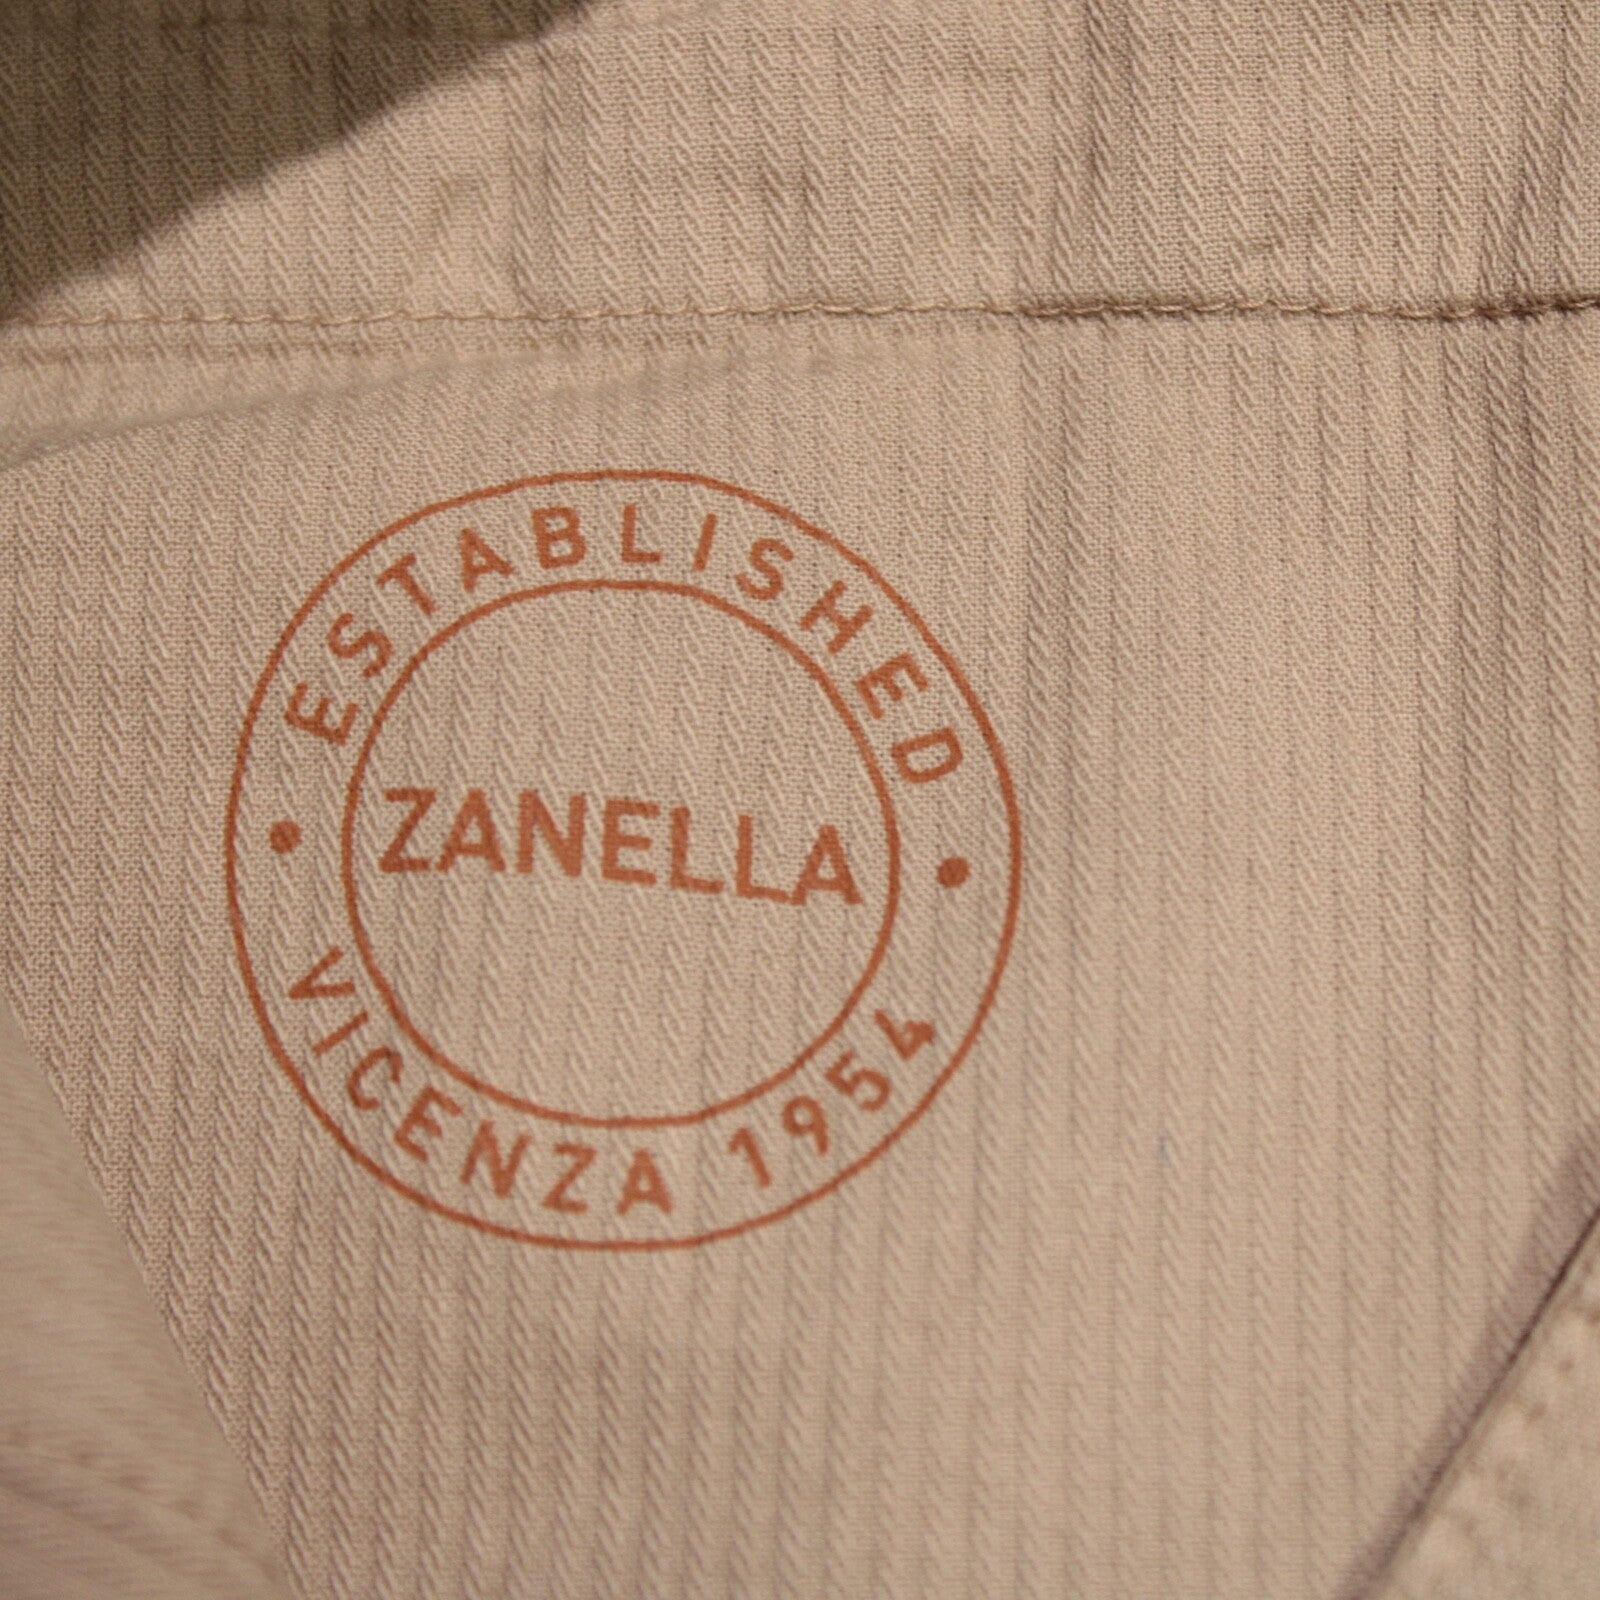 ESTABLISHED
ZANELLA
VICENZA 1954